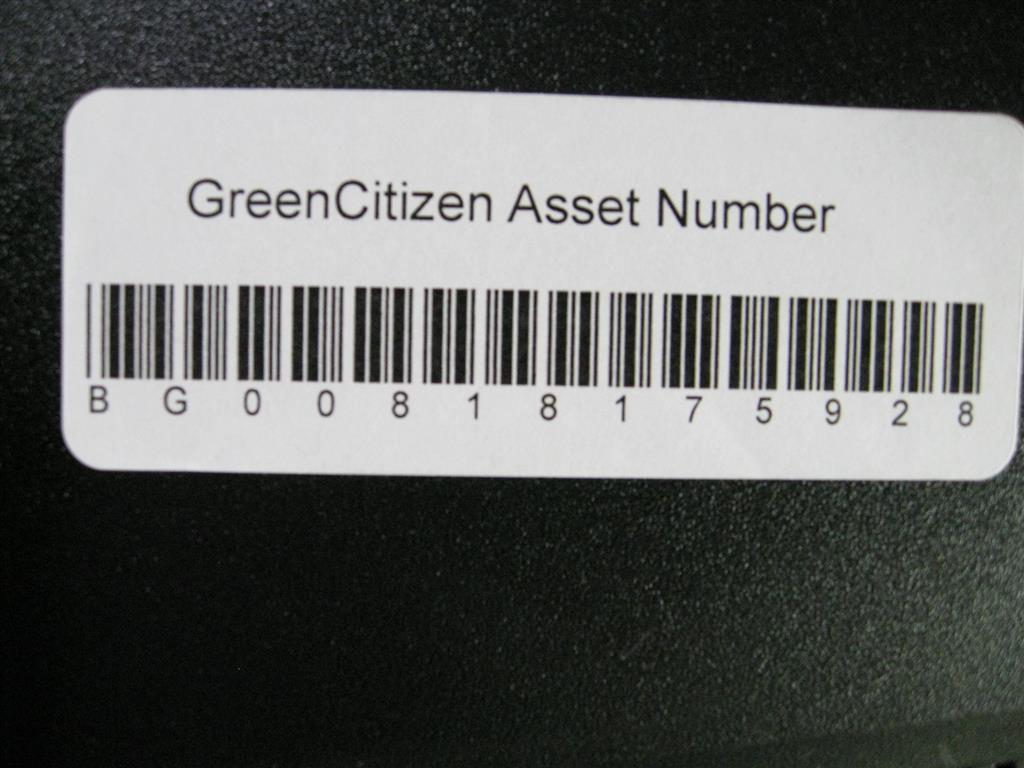 GreenCitizen Asset Number
B G 0 0 8 1 8 1 7 5 9 2 8